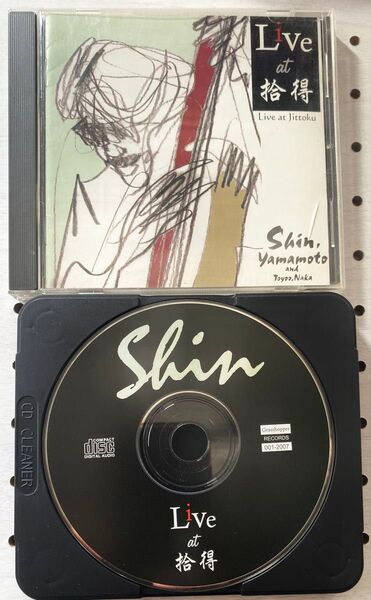 Live
at
拾得
Live at Jittoku
Shin,
Yamamoto
and
Toyoo, Naka
CD CLEANER
Shin
COMPACT
disc
DIGITAL AUDIO
Grasshopper
RECORDS
001-2007
Live
at
拾得